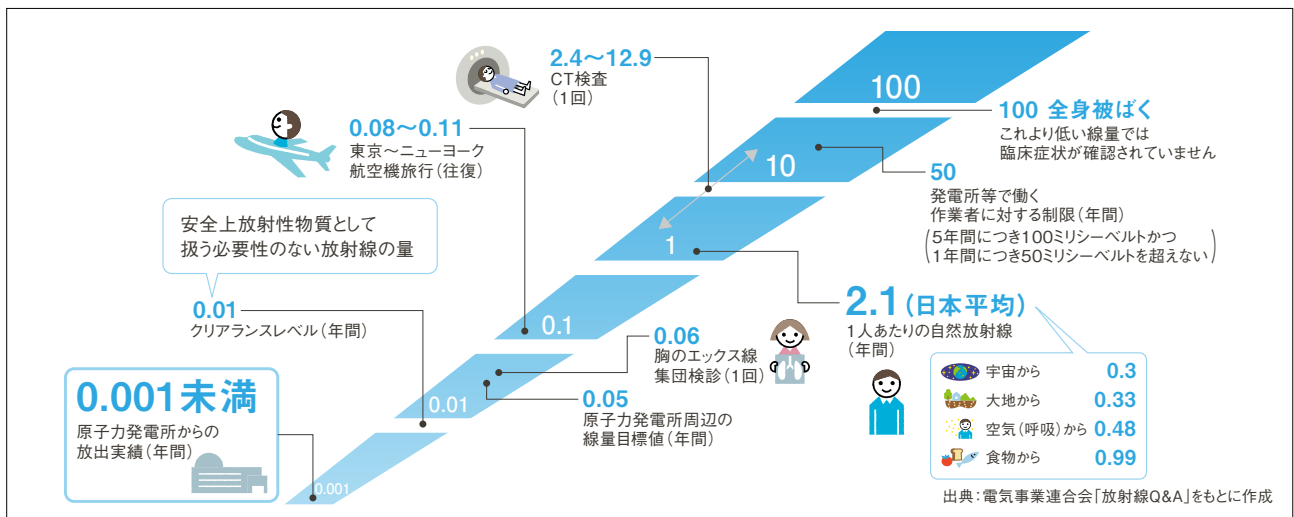 2.4〜12.9
CT検査
(1回)
100
100 全身被ばく
これより低い線量では
臨床症状が確認されていません
0.08〜0.11
東京〜ニューヨーク
航空機旅行(往復)
10
50
発電所等で働く
作業者に対する制限(年間)
(5年間につき100ミリシーベルトかつ
1年間につき50ミリシーベルトを超えない)
安全上放射性物質として
扱う必要性のない放射線の量
1
0.01
クリアランスレベル(年間)
0.1
2.1(日本平均)
1人あたりの自然放射線
(年間)
0.06
胸のエックス線
集団検診(1回)
宇宙から 0.3
大地から 0.33
空気(呼吸)から 0.48
食物から 0.99
0.001未満
原子力発電所からの
放出実績(年間)
0.01
0.05
原子力発電所周辺の
線量目標値(年間)
0.001
出典:電気事業連合会「放射線Q&A」をもとに作成